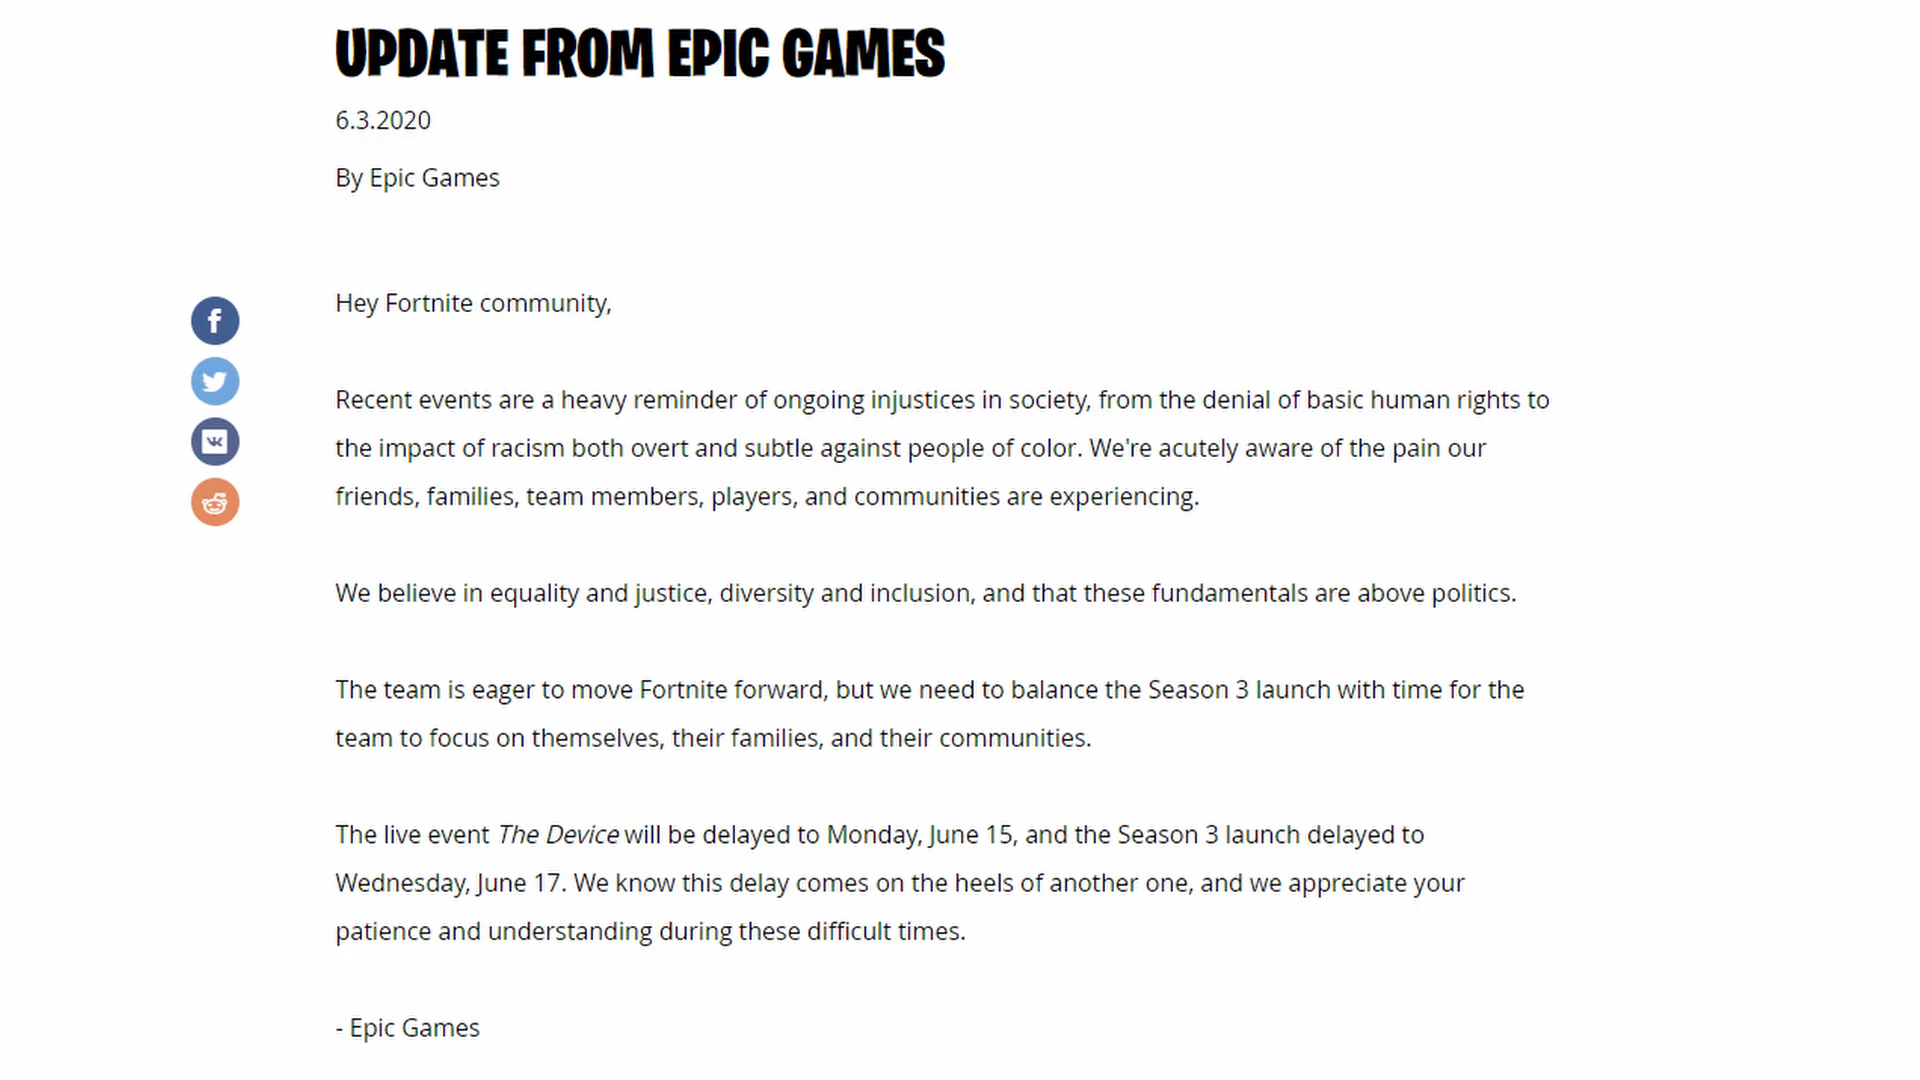 UPDATE FROM EPIC GAMES
6.3.2020
By Epic Games
Hey Fortnite community,
Recent events are a heavy reminder of ongoing injustices in society, from the denial of basic human rights to
the impact of racism both overt and subtle against people of color. We're acutely aware of the pain our
friends, families, team members, players, and communities are experiencing.
We believe in equality and justice, diversity and inclusion, and that these fundamentals are above politics.
The team is eager to move Fortnite forward, but we need to balance the Season 3 launch with time for the
team to focus on themselves, their families, and their communities.
The live event The Device will be delayed to Monday, June 15, and the Season 3 launch delayed to
Wednesday, June 17. We know this delay comes on the heels of another one, and we appreciate your
patience and understanding during these difficult times.
- Epic Games